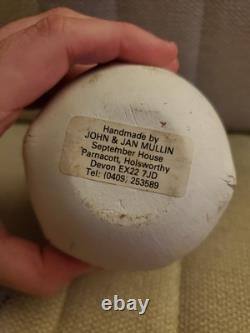 Handmade by
JOHN & JAN MULLIN
September House
Parnacott, Holsworthy
Devon EX22 7JD
Tel: (0409) 253589